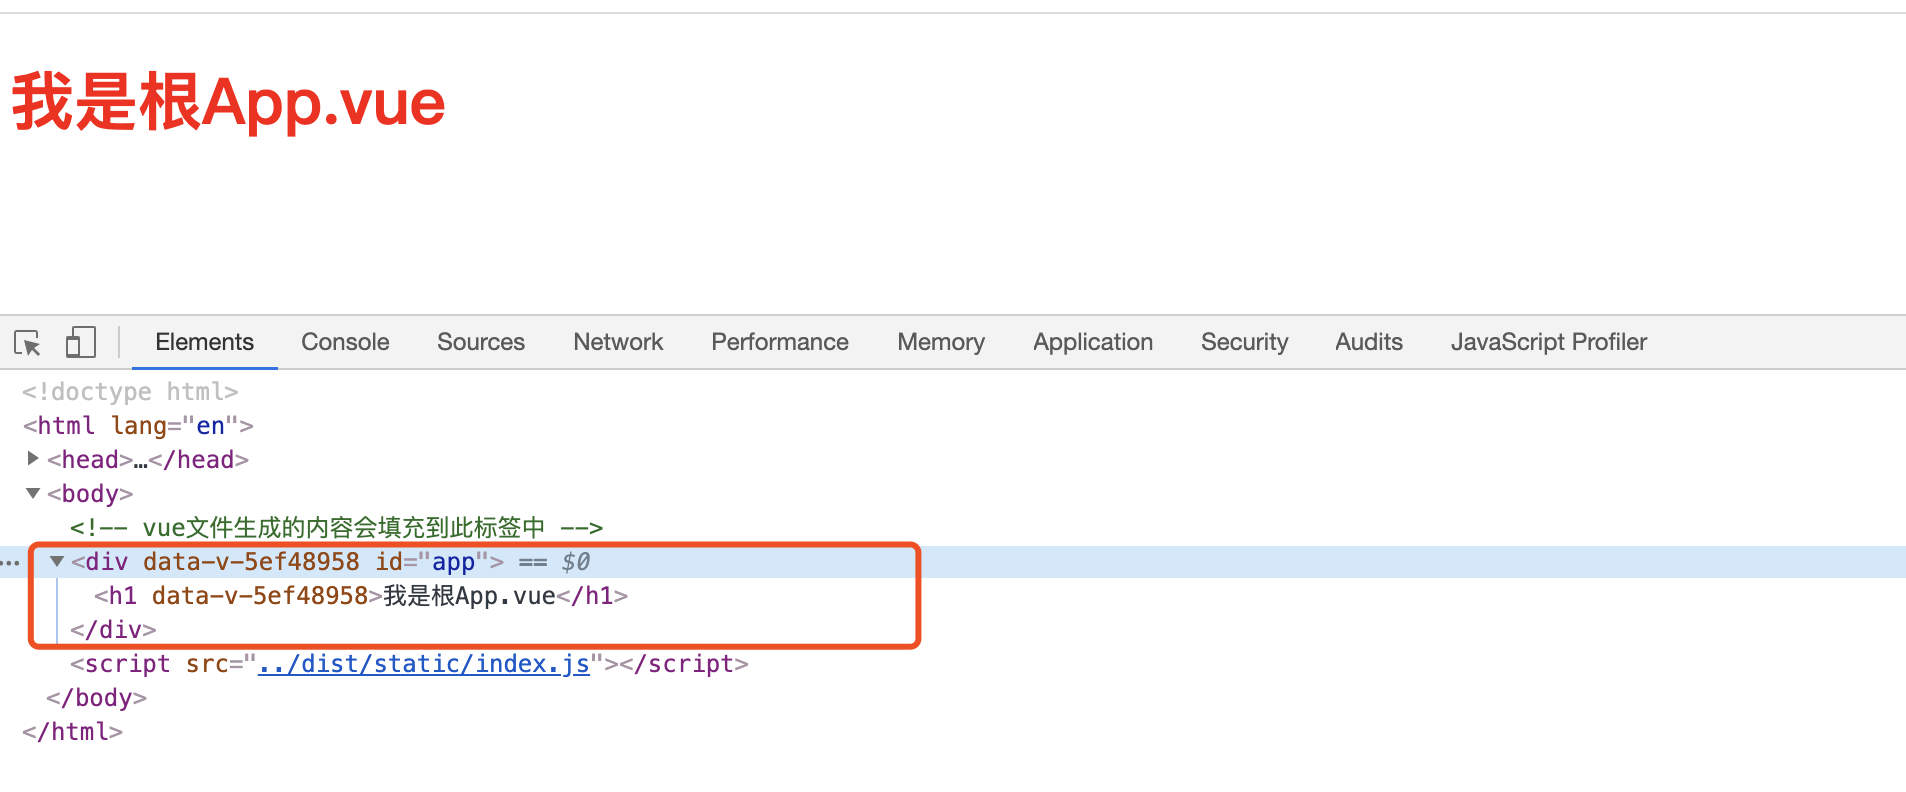 我是根App.vue
Elements Console Sources Network Performance Memory Application Security Audits JavaScript Profiler
<!doctype html>
<html lang="en">
<head>…</head>
<body>
<!-- vue文件生成的内容会填充到此标签中 -->
<div data-v-5ef48958 id="app"> == $0
<h1 data-v-5ef48958>我是根App.vue</h1>
</div>
<script src="../dist/static/index.js"></script>
</body>
</html>